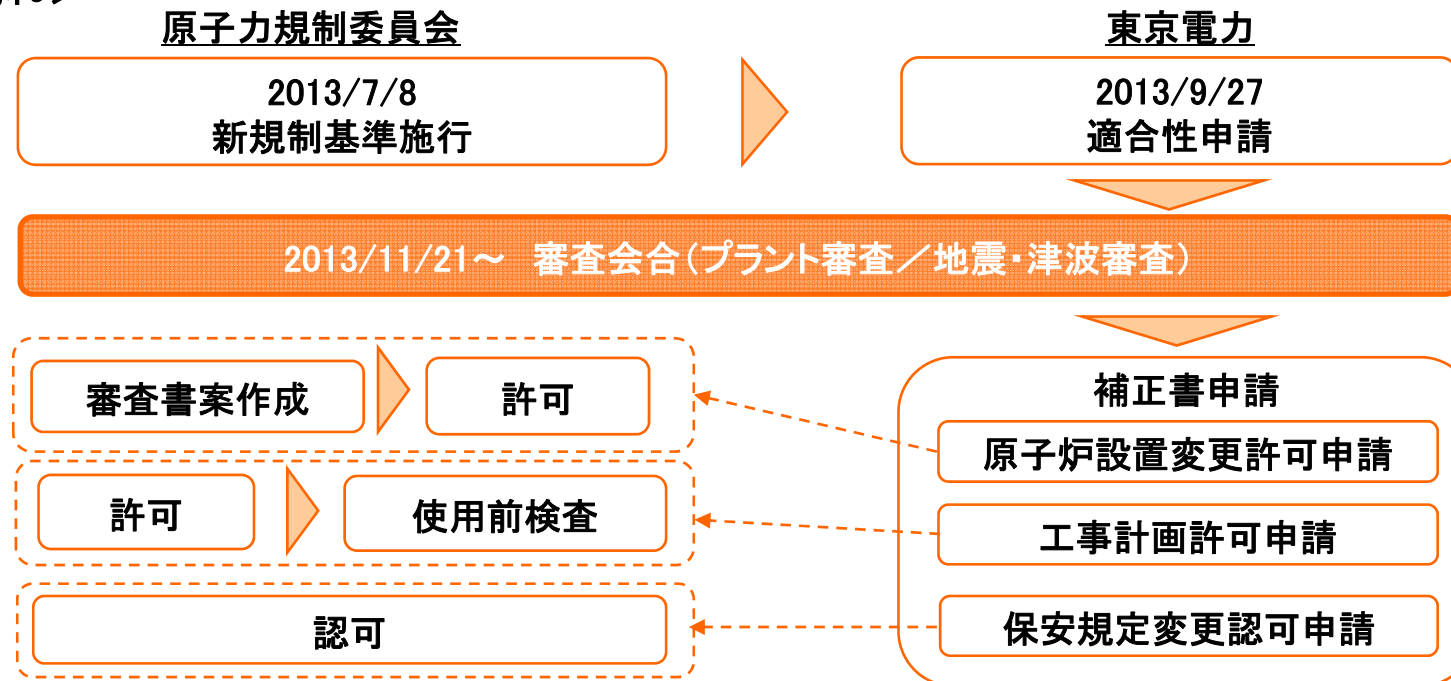 原子力規制委員会
東京電力
2013/7/8
新規制基準施行
2013/9/27
適合性申請
2013/11/21～ 審査会合(プラント審査／地震・津波審査)
審査書案作成
許可
補正書申請
原子炉設置変更許可申請
許可
使用前検査
工事計画許可申請
認可
保安規定変更認可申請